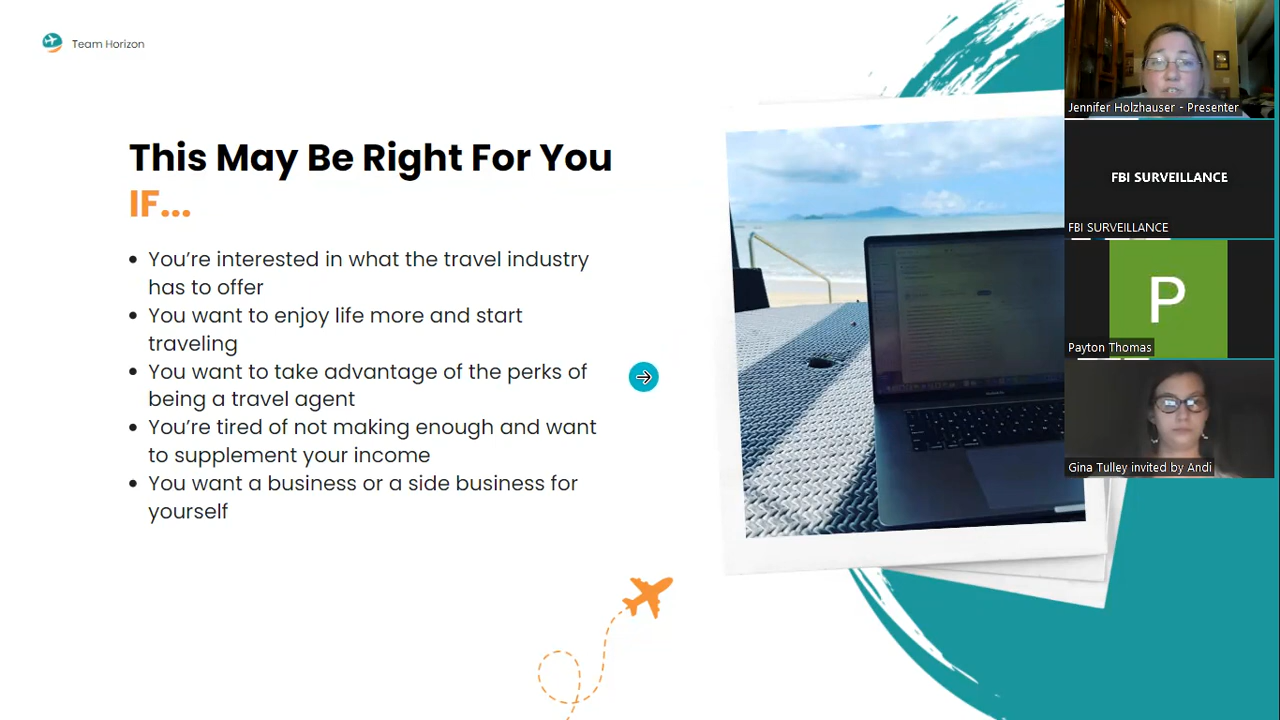 Team Horizon
This May Be Right For You
IF...
• You’re interested in what the travel industry
has to offer
• You want to enjoy life more and start
traveling
• You want to take advantage of the perks of
being a travel agent
• You’re tired of not making enough and want
to supplement your income
• You want a business or a side business for
yourself
Jennifer Holzhauser - Presenter
FBI SURVEILLANCE
FBI SURVEILLANCE
P
Payton Thomas
Gina Tulley invited by Andi